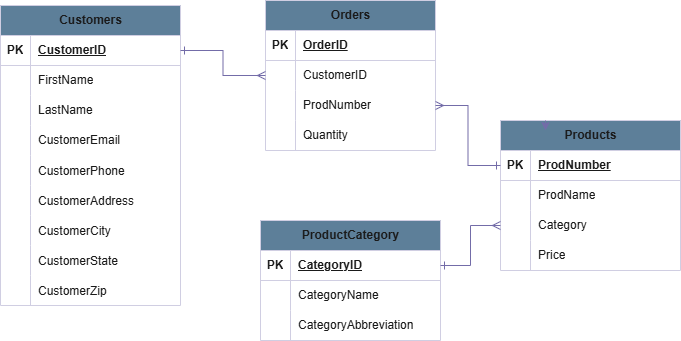 Customers
PK CustomerID
FirstName
LastName
CustomerEmail
CustomerPhone
CustomerAddress
CustomerCity
CustomerState
CustomerZip
Orders
PK OrderID
CustomerID
ProdNumber
Quantity
Products
PK ProdNumber
ProdName
Category
Price
ProductCategory
PK CategoryID
CategoryName
CategoryAbbreviation